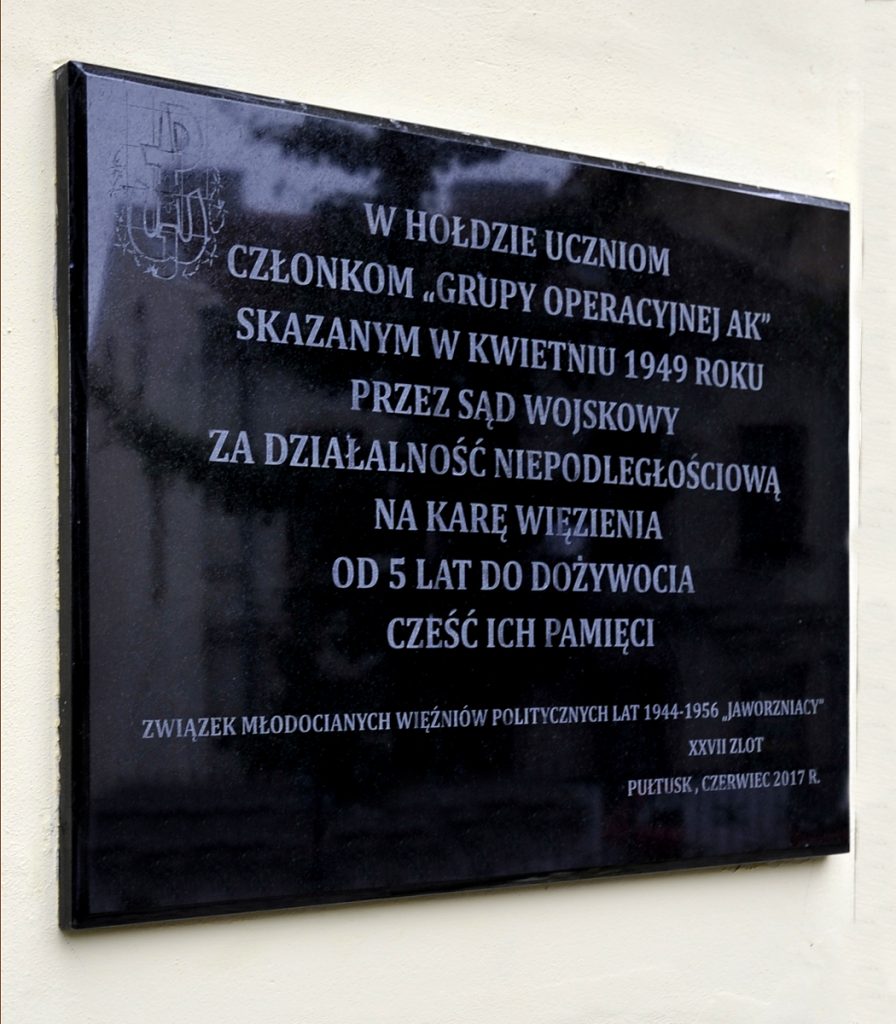 W HOŁDZIE UCZNIOM
CZŁONKOM „GRUPY OPERACYJNEJ AK”
SKAZANYM W KWIETNIU 1949 ROKU
PRZEZ SĄD WOJSKOWY
ZA DZIAŁALNOŚĆ NIEPODLEGŁOŚCIOWĄ
NA KARĘ WIĘZIENIA
OD 5 LAT DO DOŻYWOCIA
CZEŚĆ ICH PAMIĘCI
ZWIĄZEK MŁODOCIANYCH WIĘŹNIÓW POLITYCZNYCH LAT 1944-1956 „JAWORZNIACY”
XXVII ZLOT
PUŁTUSK, CZERWIEC 2017 R.